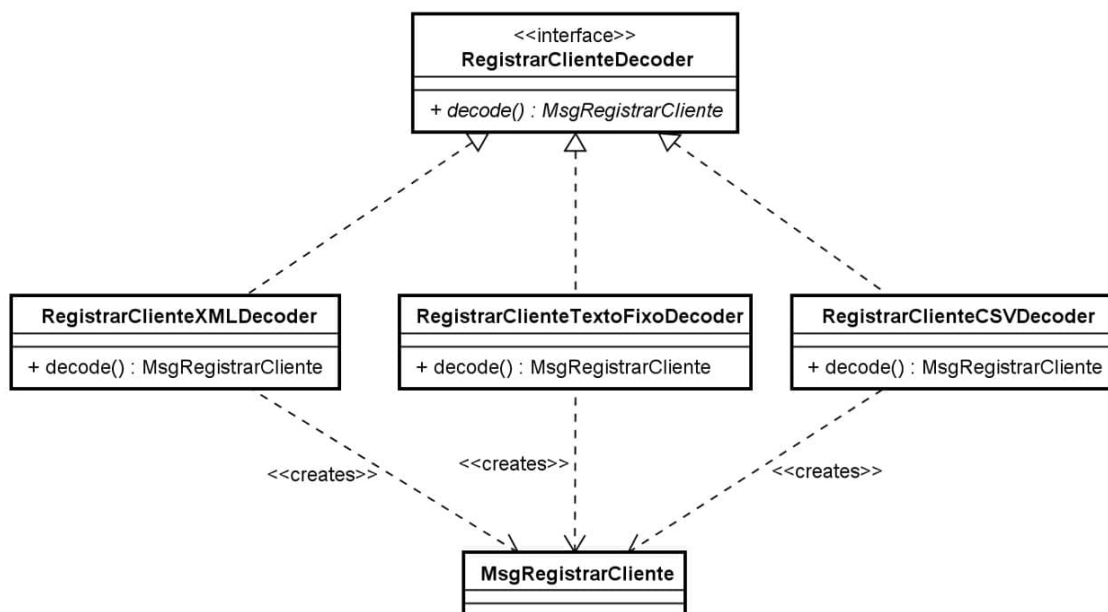 <<interface>>
RegistrarClienteDecoder
+ decode() : MsgRegistrarCliente
RegistrarClienteXMLDecoder
+ decode() : MsgRegistrarCliente
RegistrarClienteTextoFixoDecoder
+ decode() : MsgRegistrarCliente
RegistrarClienteCSVDecoder
+ decode() : MsgRegistrarCliente
<<creates>>
<<creates>>
<<creates>>
MsgRegistrarCliente